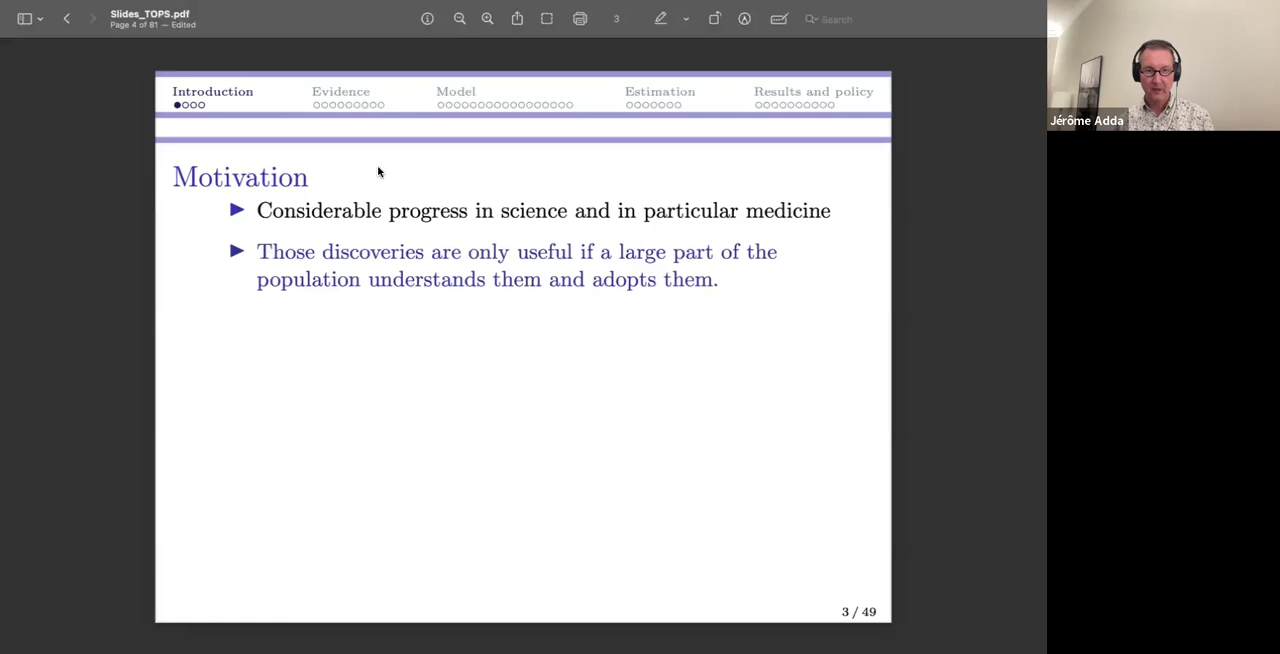 Slides_TOPS.pdf
Page 4 of 81 — Edited
3
Search
Introduction Evidence Model Estimation Results and policy
Motivation
Considerable progress in science and in particular medicine
Those discoveries are only useful if a large part of the
population understands them and adopts them.
3 / 49
Jérôme Adda